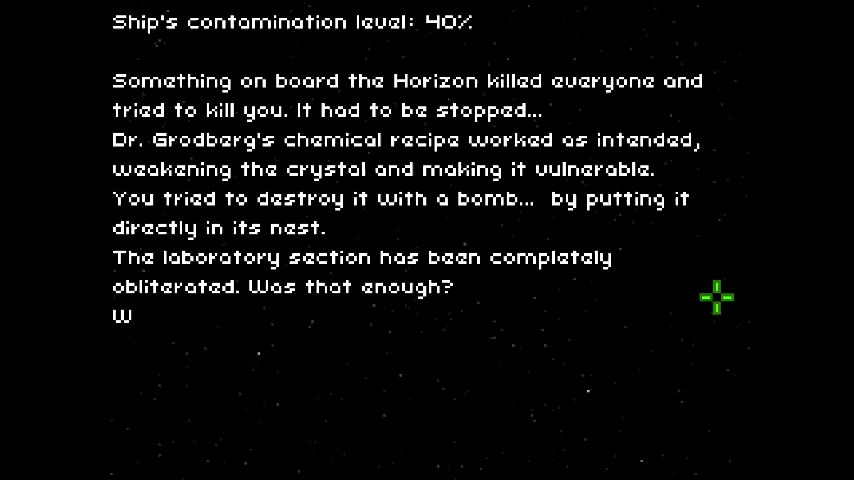 Ship's contamination level: 40%
Something on board the Horizon killed everyone and
tried to kill you. It had to be stopped...
Dr. Grodberg's chemical recipe worked as intended,
weakening the crystal and making it vulnerable.
You tried to destroy it with a bomb... by putting it
directly in its nest.
The laboratory section has been completely
obliterated. Was that enough?
W